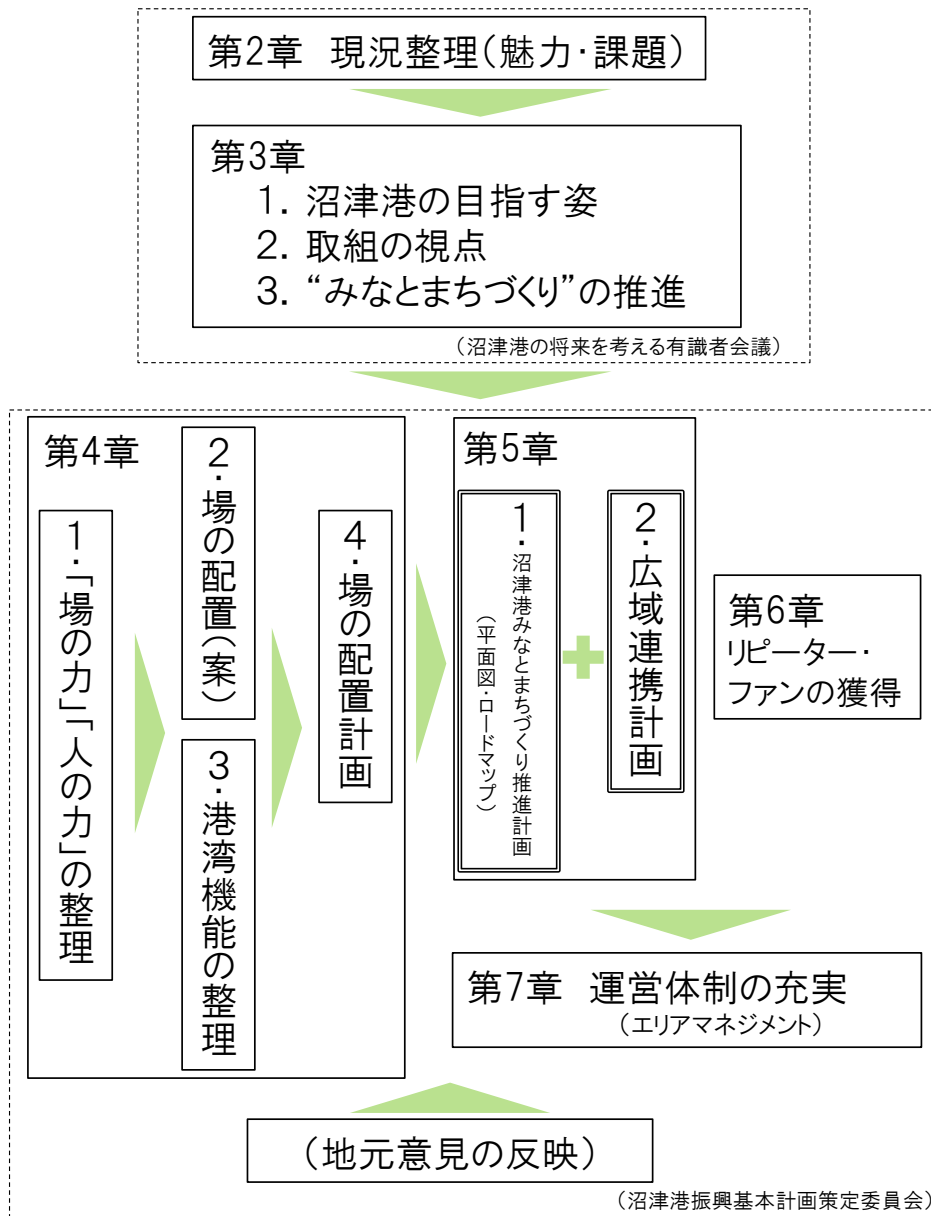 第2章 現況整理(魅力・課題)
第3章
1. 沼津港の目指す姿
2. 取組の視点
3. “みなとまちづくり”の推進
(沼津港の将来を考える有識者会議)
第4章
1.「場の力」「人の力」の整理
2.場の配置(案)
3.港湾機能の整理
4.場の配置計画
第5章
1.沼津港みなとまちづくり推進計画
(平面図・ロードマップ)
2.広域連携計画
第6章
リピーター・
ファンの獲得
第7章 運営体制の充実
(エリアマネジメント)
(地元意見の反映)
(沼津港振興基本計画策定委員会)